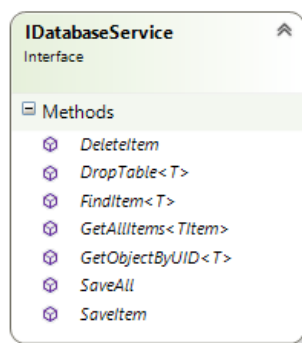 IDatabaseService
Interface
Methods
DeleteItem
DropTable<T>
FindItem<T>
GetAllItems<TItem>
GetObjectByUID<T>
SaveAll
SaveItem